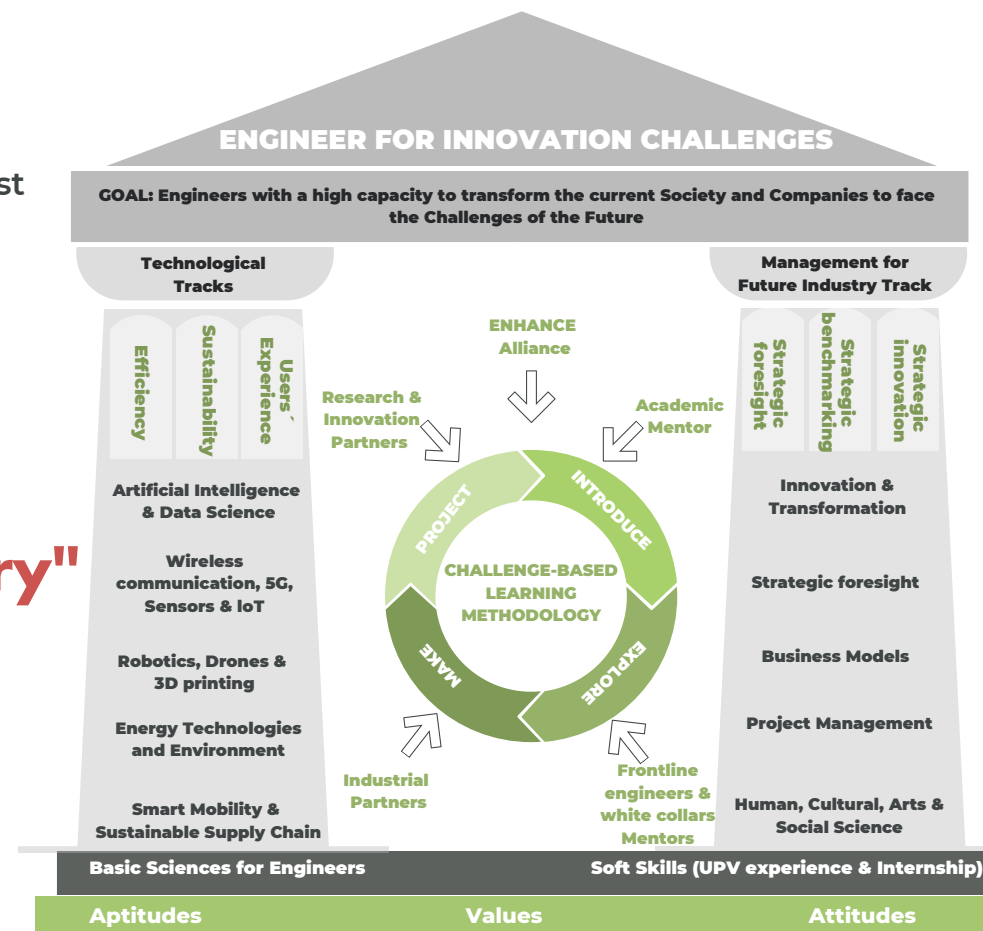 ENGINEER FOR INNOVATION CHALLENGES
st
GOAL: Engineers with a high capacity to transform the current Society and Companies to face
the Challenges of the Future
Technological
Tracks
Efficiency
Sustainability
Users´
Experience
Artificial Intelligence
& Data Science
Wireless
communication, 5G,
Sensors & IoT
Robotics, Drones &
3D printing
Energy Technologies
and Environment
Smart Mobility &
Sustainable Supply Chain
ry"
ENHANCE
Alliance
Research &
Innovation
Partners
Academic
Mentor
PROJECT
INTRODUCE
CHALLENGE-BASED
LEARNING
METHODOLOGY
MAKE
EXPLORE
Industrial
Partners
Frontline
engineers &
white collars
Mentors
Management for
Future Industry Track
Strategic
foresight
Strategic
benchmarking
Strategic
innovation
Innovation &
Transformation
Strategic foresight
Business Models
Project Management
Human, Cultural, Arts &
Social Science
Basic Sciences for Engineers
Soft Skills (UPV experience & Internship)
Aptitudes
Values
Attitudes